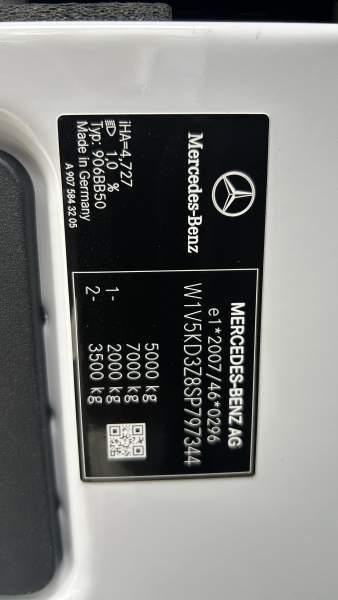 Mercedes-Benz
iHA=4,727
1,0 %
Typ: 906BB50
Made in Germany
A 907 584 32 05
MERCEDES-BENZ AG
e1*2007/46*0296
W1V5KD3Z8SP797344
5000 kg
7000 kg
1- 2000 kg
2- 3500 kg